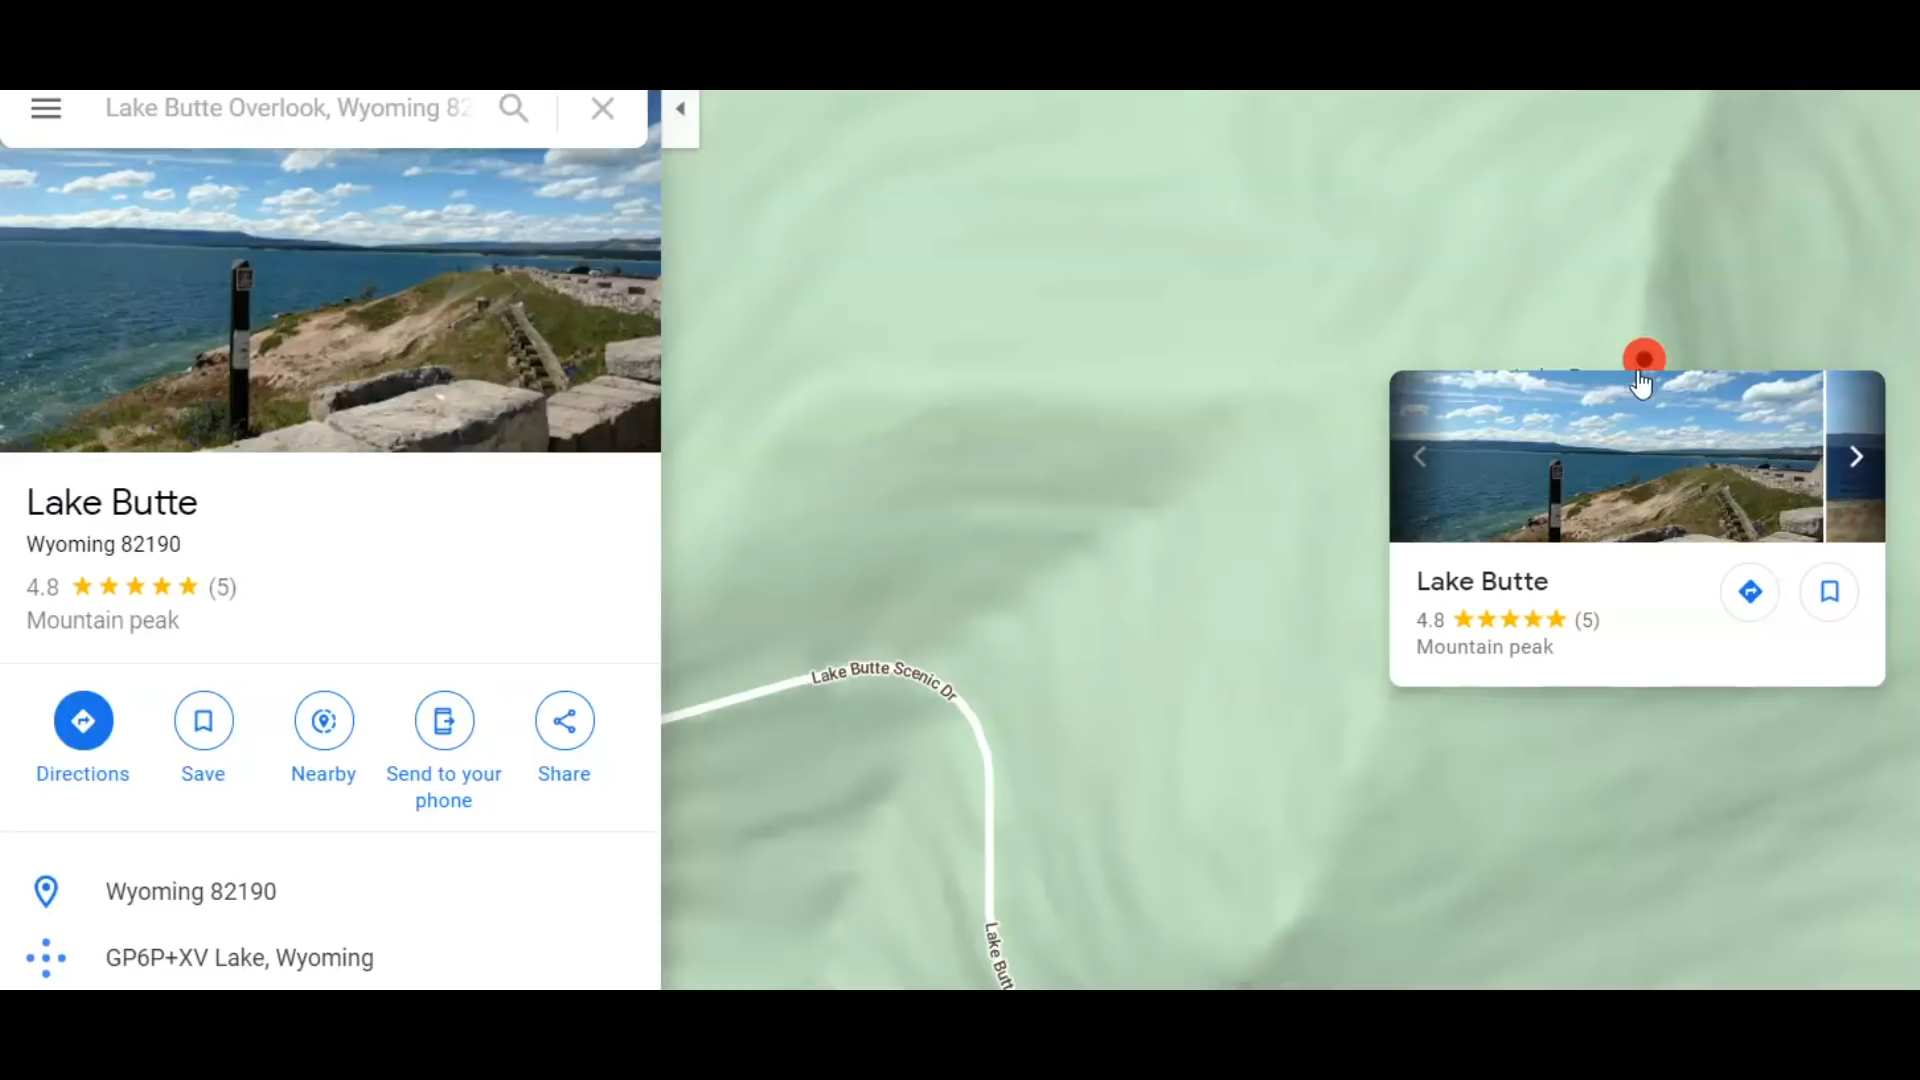 Lake Butte Overlook, Wyoming 82
Lake Butte
Wyoming 82190
4.8 (5)
Mountain peak
Directions
Save
Nearby
Send to your
phone
Share
Wyoming 82190
GP6P+XV Lake, Wyoming
Lake Butte Scenic Dr
Lake Butt
Lake Butte
4.8 (5)
Mountain peak